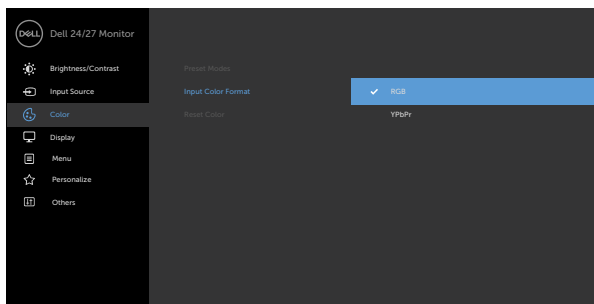 DELL Dell 24/27 Monitor
Brightness/Contrast Preset Modes
Input Source Input Color Format ✓ RGB
Color Reset Color YPbPr
Display
Menu
Personalize
Others